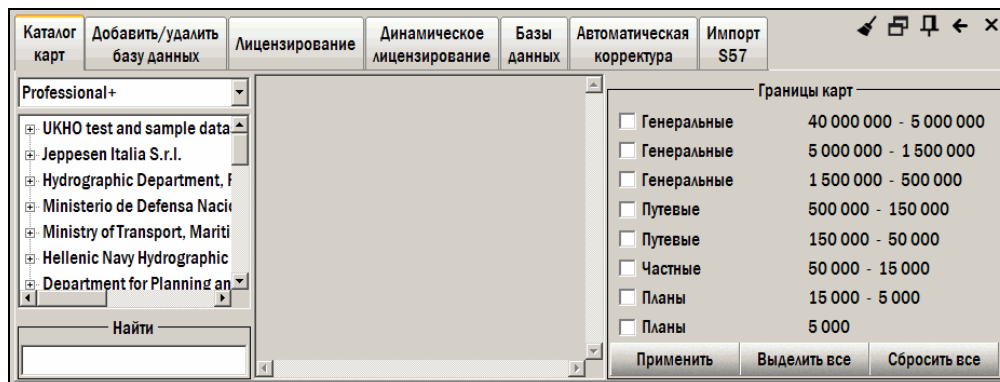 Каталог карт
Добавить/удалить базу данных
Лицензирование
Динамическое лицензирование
Базы данных
Автоматическая корректура
Импорт S57
Professional+
UKHO test and sample data
Jeppesen Italia S.r.l.
Hydrographic Department,
Ministerio de Defensa
Ministry of Transport,
Hellenic Navy Hydrographic
Department for Planning
Найти
Границы карт
Генеральные 40 000 000 - 5 000 000
Генеральные 5 000 000 - 1 500 000
Генеральные 1 500 000 - 500 000
Путевые 500 000 - 150 000
Путевые 150 000 - 50 000
Частные 50 000 - 15 000
Планы 15 000 - 5 000
Планы 5 000
Применить
Выделить все
Сбросить все